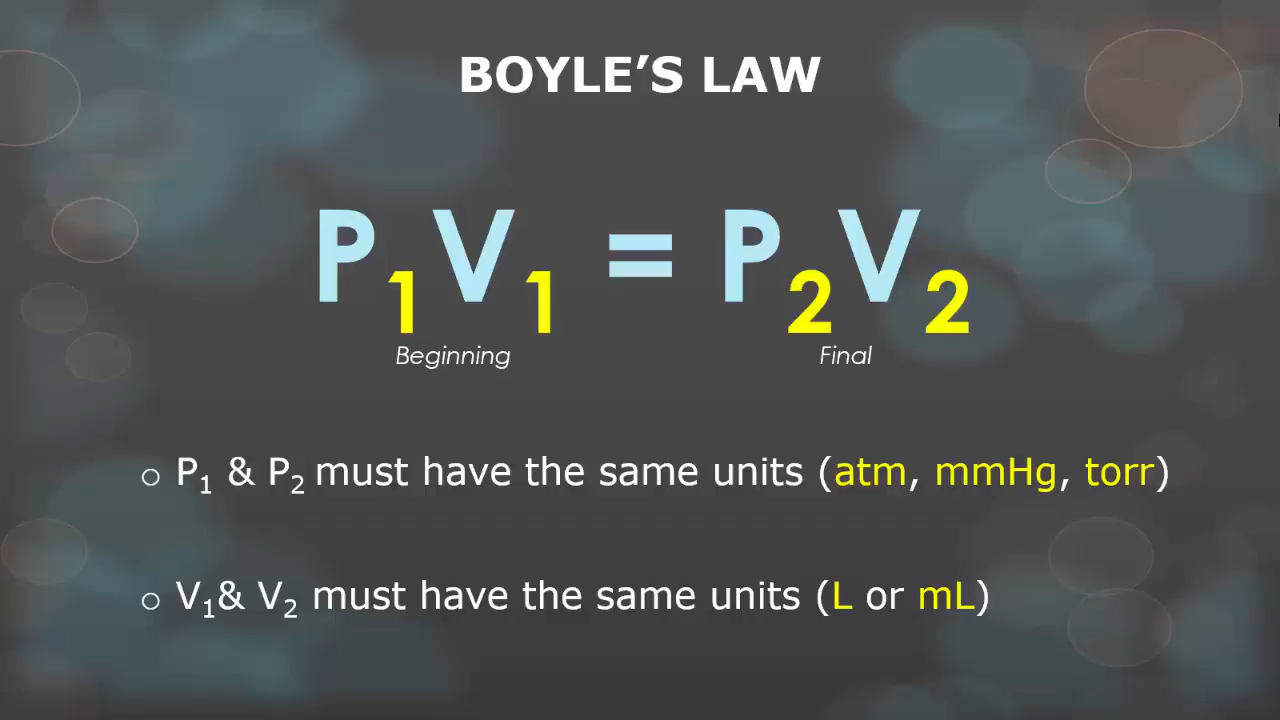 BOYLE’S LAW
P₁V₁ = P₂V₂
Beginning Final
○ P₁ & P₂ must have the same units (atm, mmHg, torr)
○ V₁& V₂ must have the same units (L or mL)